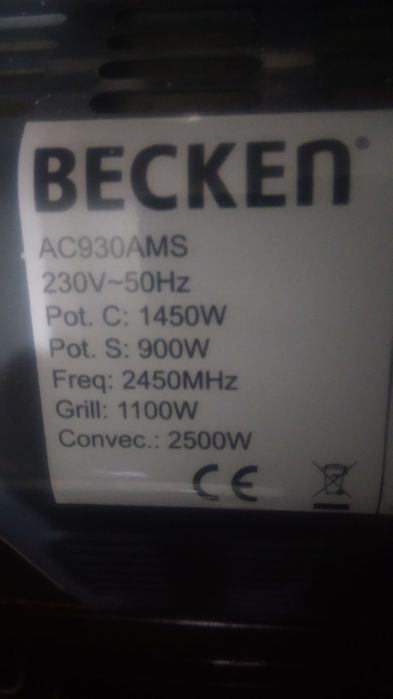 BECKEN®
AC930AMS
230V~50Hz
Pot. C: 1450W
Pot. S: 900W
Freq: 2450MHz
Grill: 1100W
Convec.: 2500W
CE